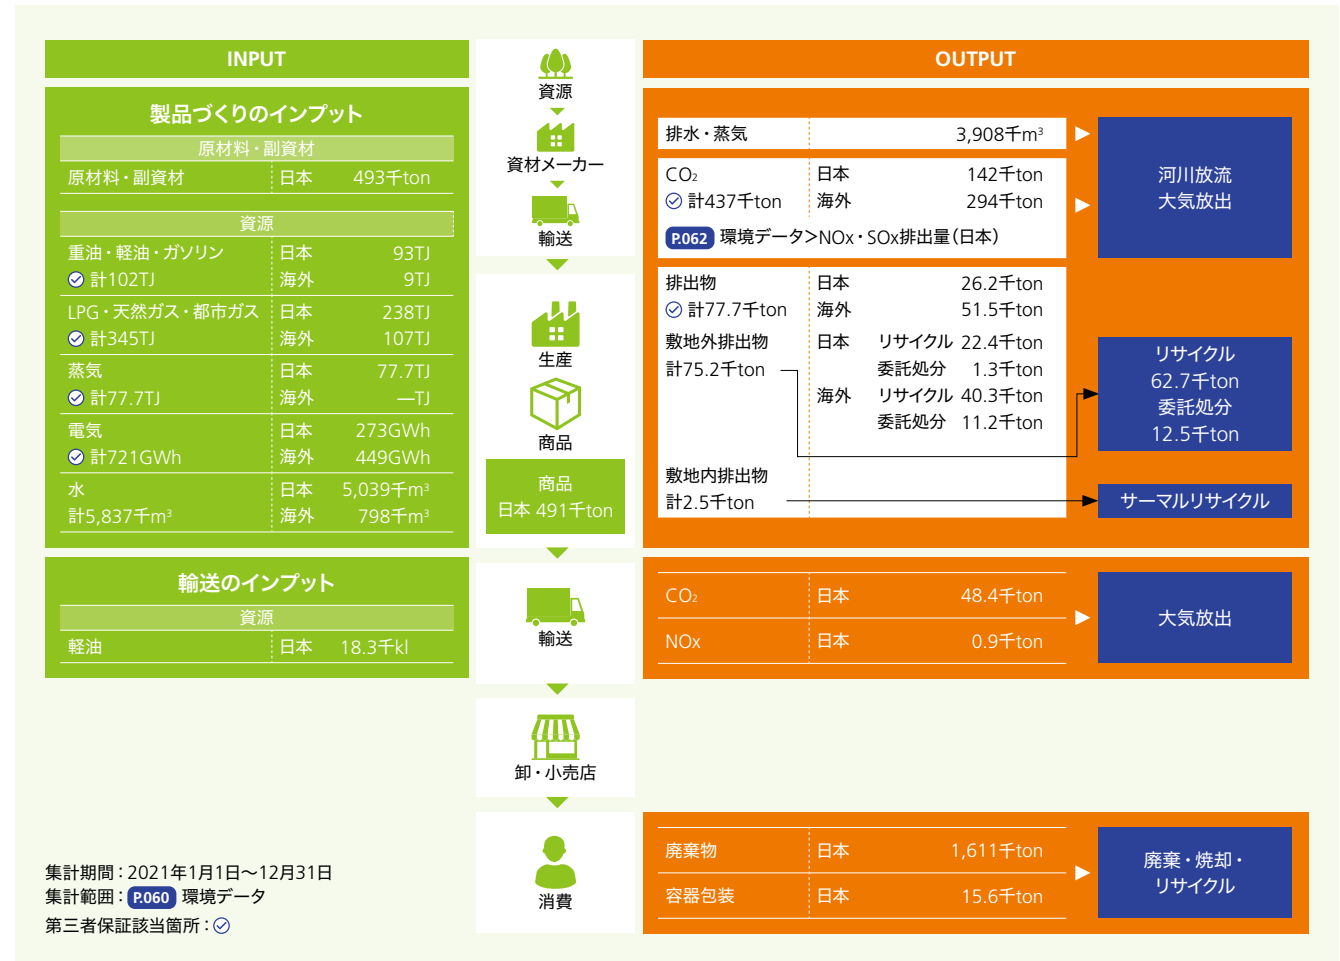 INPUT
製品づくりのインプット
原材料・副資材
原材料・副資材 日本 493千ton
資源
重油・軽油・ガソリン 日本 93TJ
計102TJ 海外 9TJ
LPG・天然ガス・都市ガス 日本 238TJ
計345TJ 海外 107TJ
蒸気 日本 77.7TJ
計77.7TJ 海外 —TJ
電気 日本 273GWh
計721GWh 海外 449GWh
水 日本 5,039千m³
計5,837千m³ 海外 798千m³
輸送のインプット
資源
軽油 日本 18.3千kl
資源
資材メーカー
輸送
生産
商品
商品
日本 491千ton
輸送
卸・小売店
消費
OUTPUT
排水・蒸気 3,908千m³
CO₂ 日本 142千ton
計437千ton 海外 294千ton
P.062 環境データ>NOx・SOx排出量（日本）
河川放流
大気放出
排出物 日本 26.2千ton
計77.7千ton 海外 51.5千ton
敷地外排出物 日本 リサイクル 22.4千ton
計75.2千ton 委託処分 1.3千ton
海外 リサイクル 40.3千ton
委託処分 11.2千ton
リサイクル
62.7千ton
委託処分
12.5千ton
敷地内排出物
計2.5千ton
サーマルリサイクル
CO₂ 日本 48.4千ton
NOx 日本 0.9千ton
大気放出
廃棄物 日本 1,611千ton
容器包装 日本 15.6千ton
廃棄・焼却・
リサイクル
集計期間：2021年1月1日〜12月31日
集計範囲：P.060 環境データ
第三者保証該当箇所：